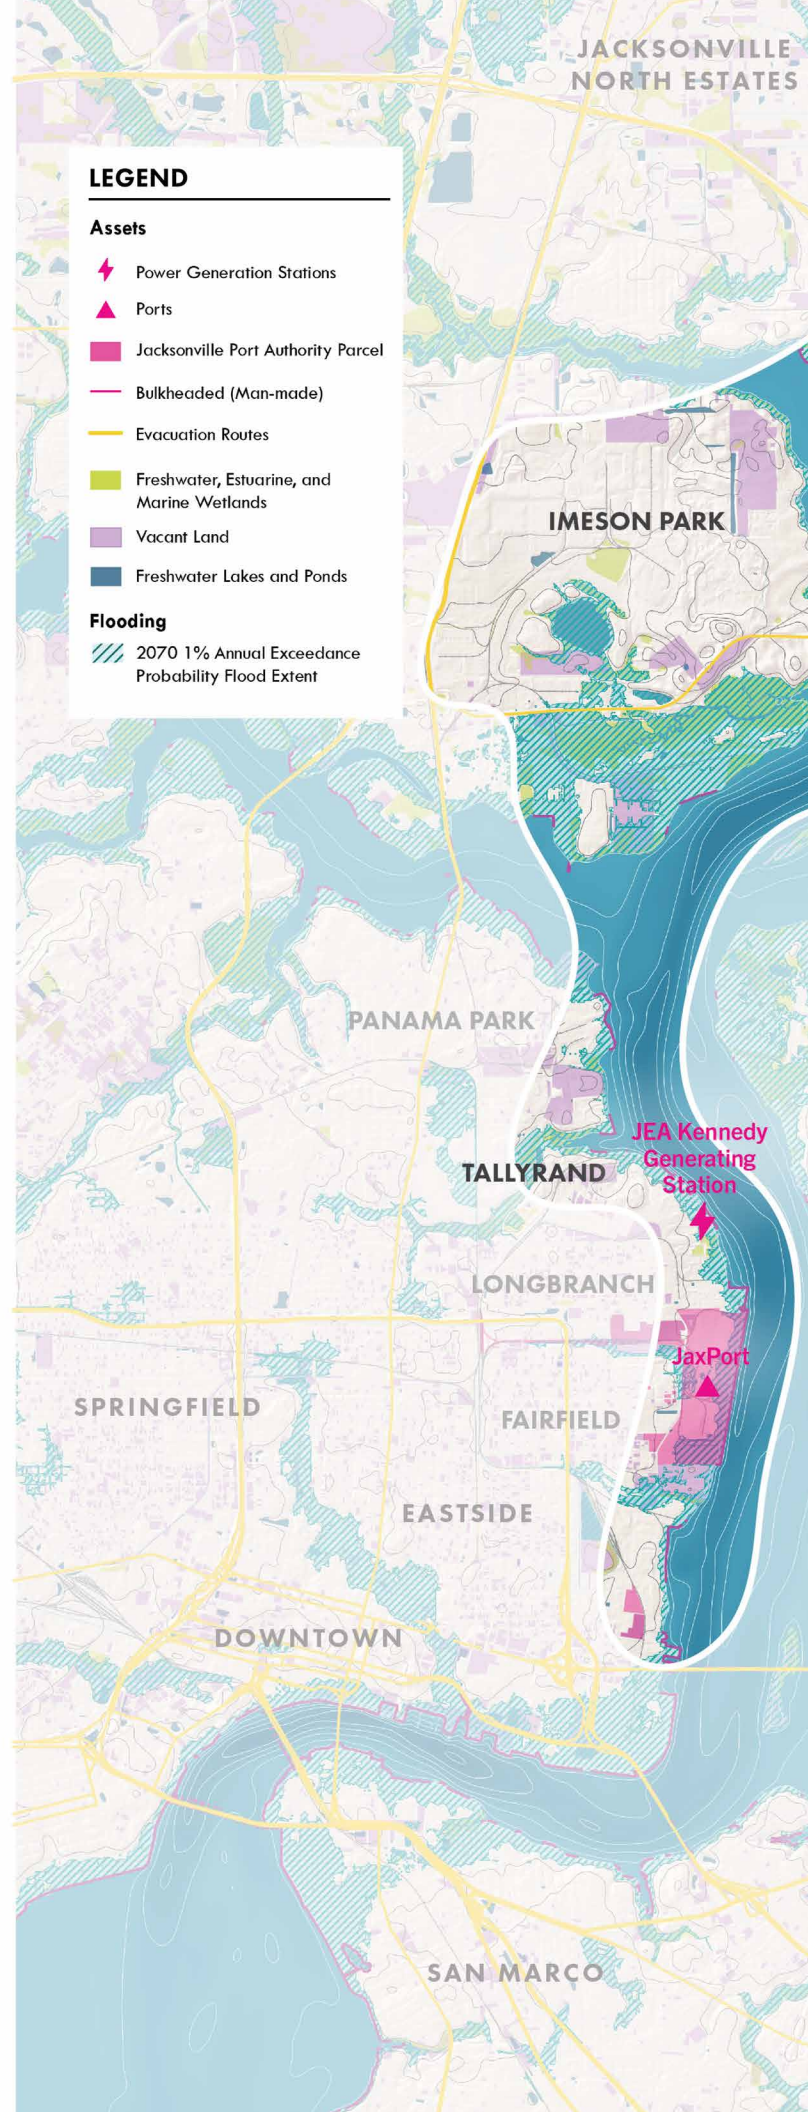 JACKSONVILLE
NORTH ESTATES
LEGEND
Assets
Power Generation Stations
Ports
Jacksonville Port Authority Parcel
Bulkheaded (Man-made)
Evacuation Routes
Freshwater, Estuarine, and
Marine Wetlands
Vacant Land
Freshwater Lakes and Ponds
Flooding
2070 1% Annual Exceedance
Probability Flood Extent
IMESON PARK
PANAMA PARK
JEA Kennedy
Generating
Station
TALLYRAND
LONGBRANCH
JaxPort
SPRINGFIELD
FAIRFIELD
EASTSIDE
DOWNTOWN
SAN MARCO